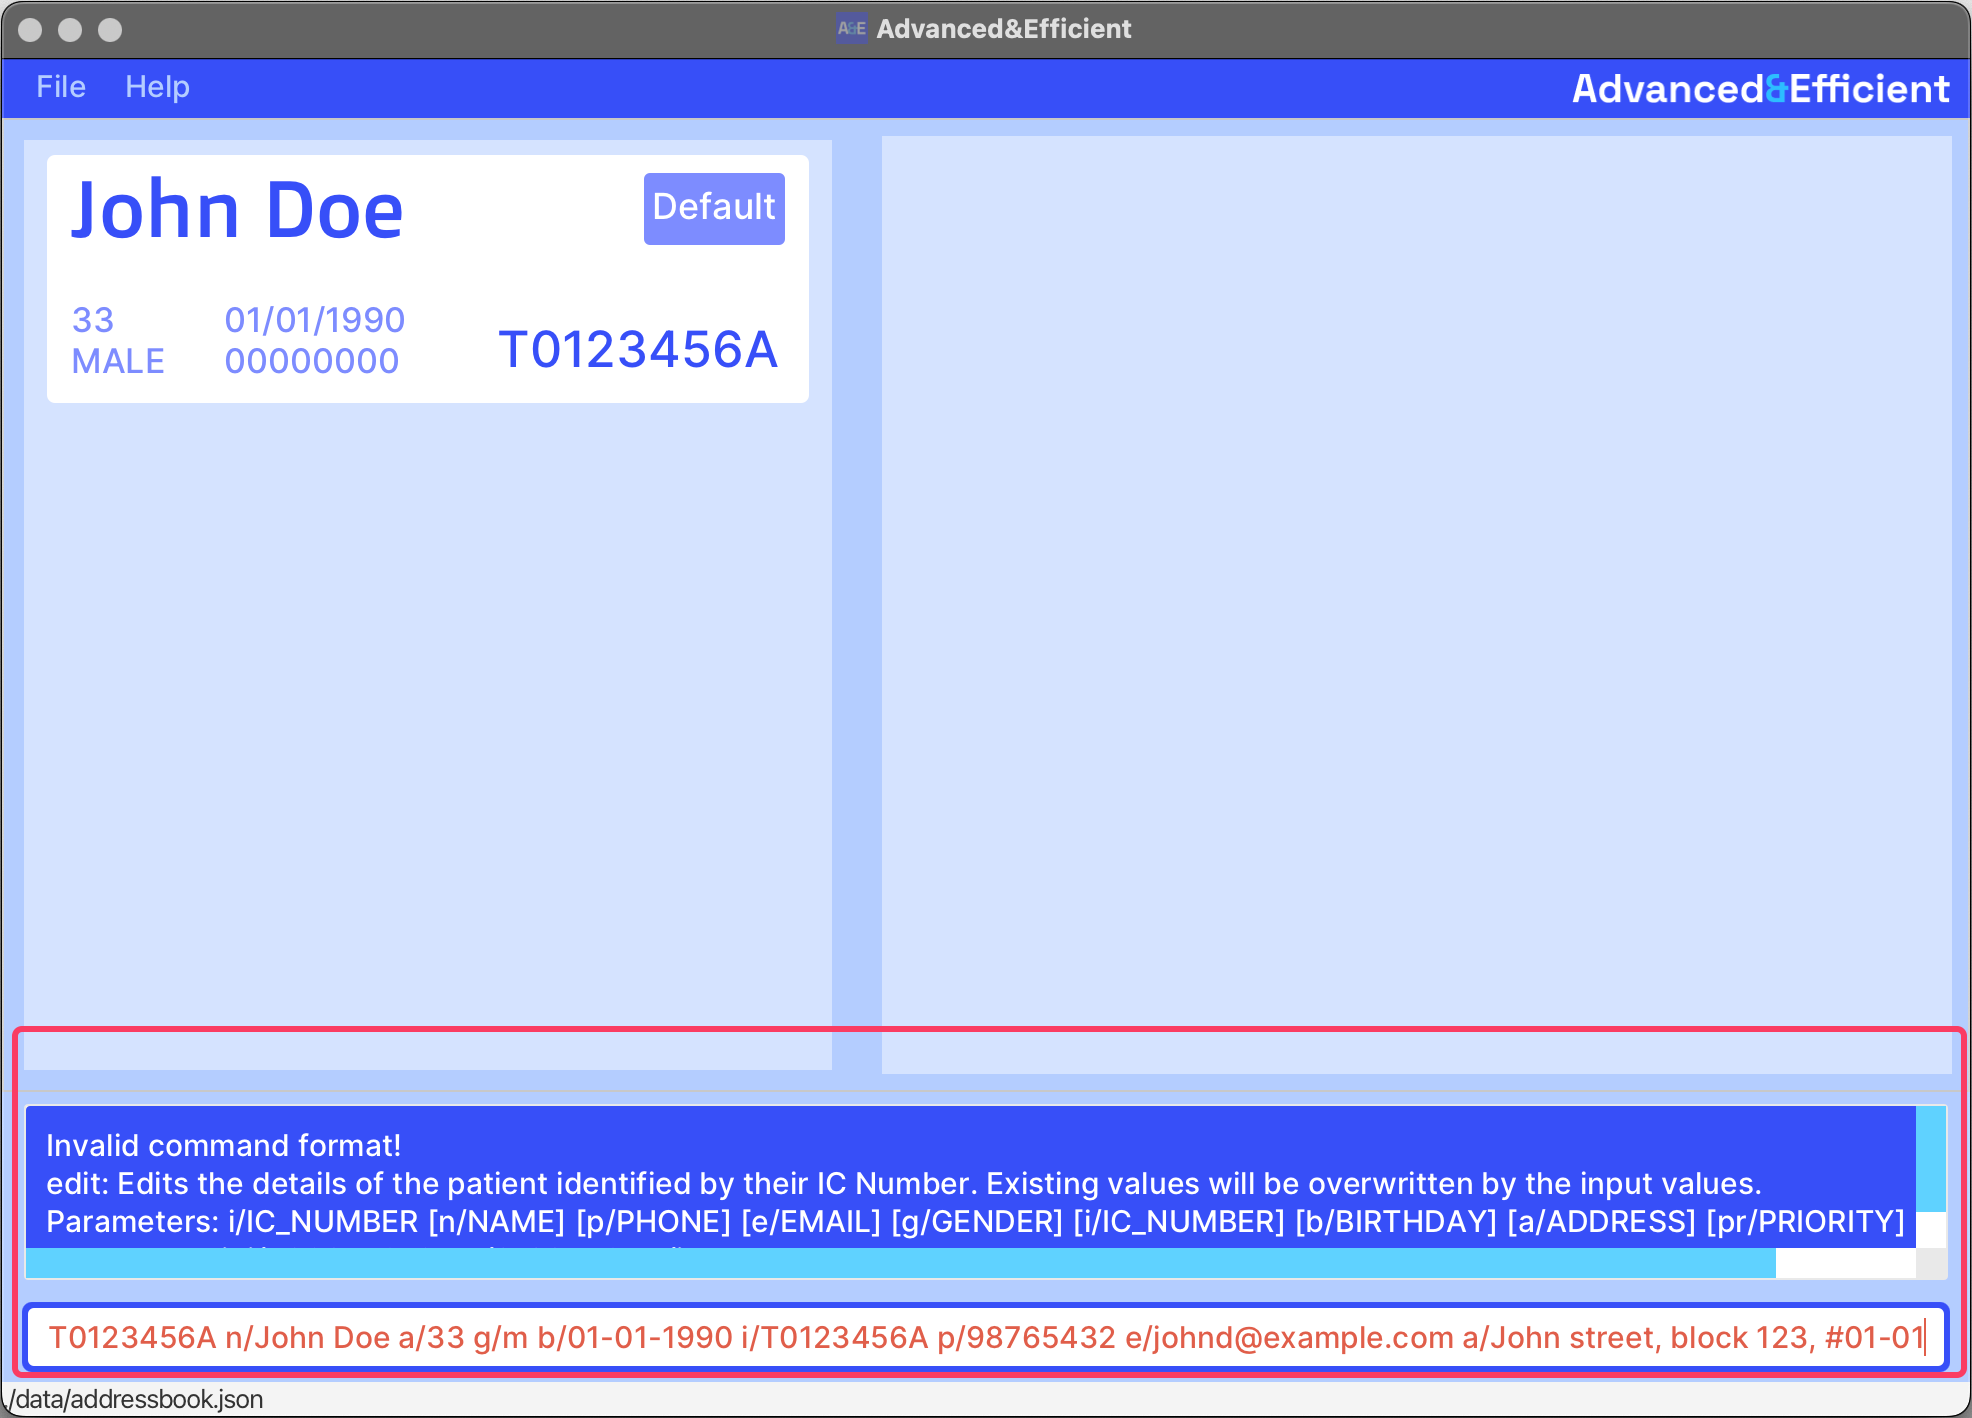 A&E Advanced&Efficient
File Help Advanced&Efficient
John Doe Default
33 01/01/1990
MALE 00000000 T0123456A
Invalid command format!
edit: Edits the details of the patient identified by their IC Number. Existing values will be overwritten by the input values.
Parameters: i/IC_NUMBER [n/NAME] [p/PHONE] [e/EMAIL] [g/GENDER] [i/IC_NUMBER] [b/BIRTHDAY] [a/ADDRESS] [pr/PRIORITY]
T0123456A n/John Doe a/33 g/m b/01-01-1990 i/T0123456A p/98765432 e/johnd@example.com a/John street, block 123, #01-01
./data/addressbook.json